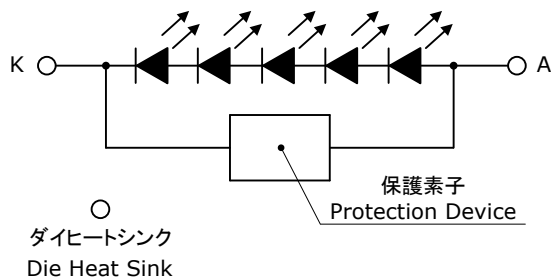 K
A
保護素子
Protection Device
ダイヒートシンク
Die Heat Sink